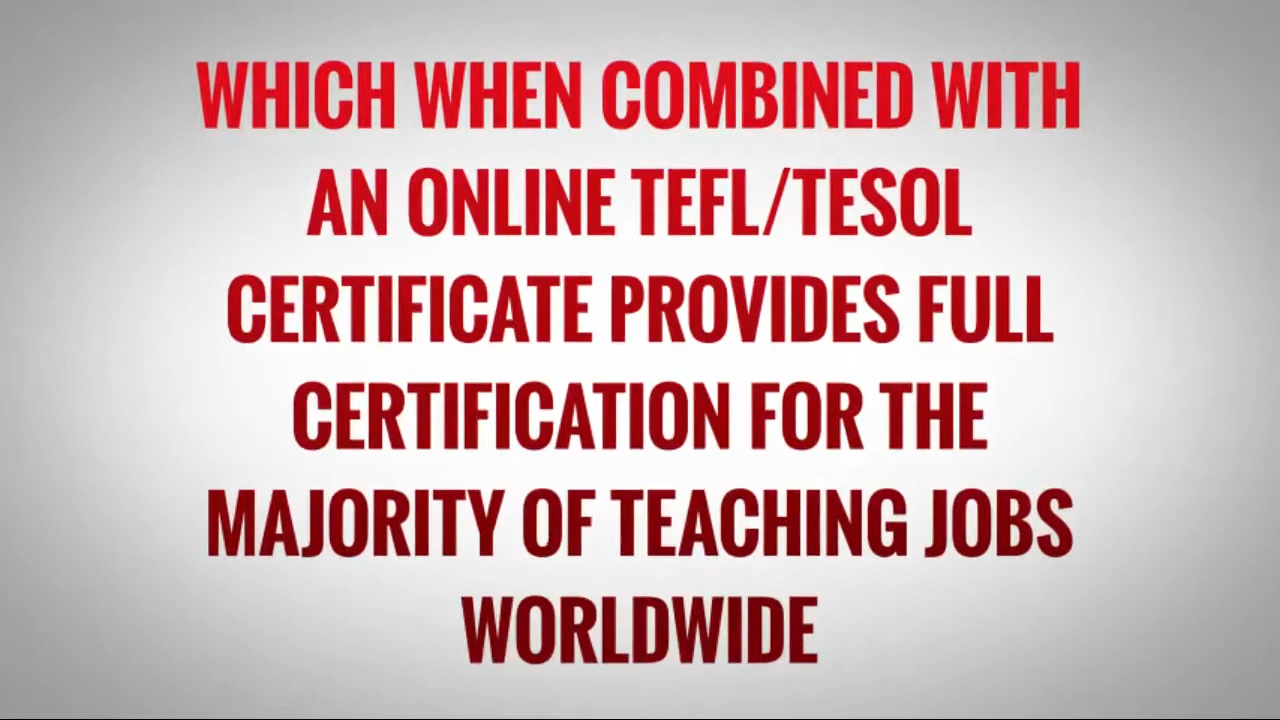 WHICH WHEN COMBINED WITH
AN ONLINE TEFL/TESOL
CERTIFICATE PROVIDES FULL
CERTIFICATION FOR THE
MAJORITY OF TEACHING JOBS
WORLDWIDE